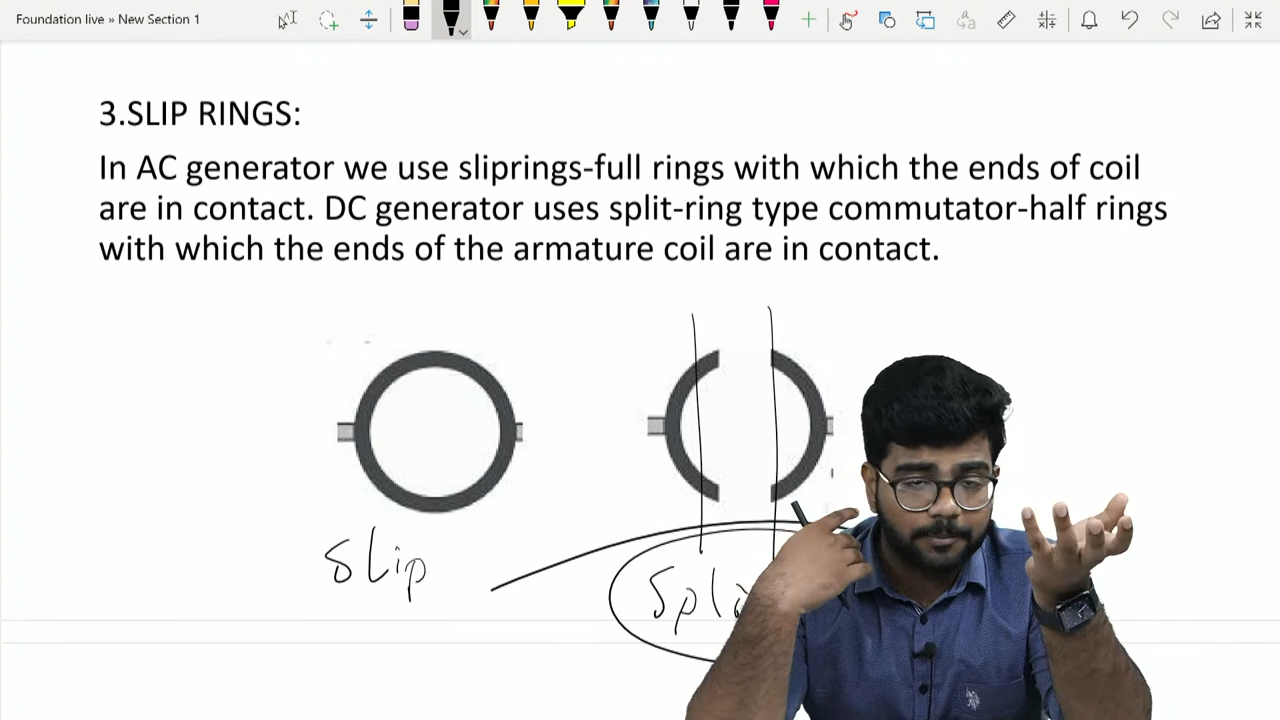 Foundation live » New Section 1
3.SLIP RINGS:
In AC generator we use sliprings-full rings with which the ends of coil
are in contact. DC generator uses split-ring type commutator-half rings
with which the ends of the armature coil are in contact.
Slip